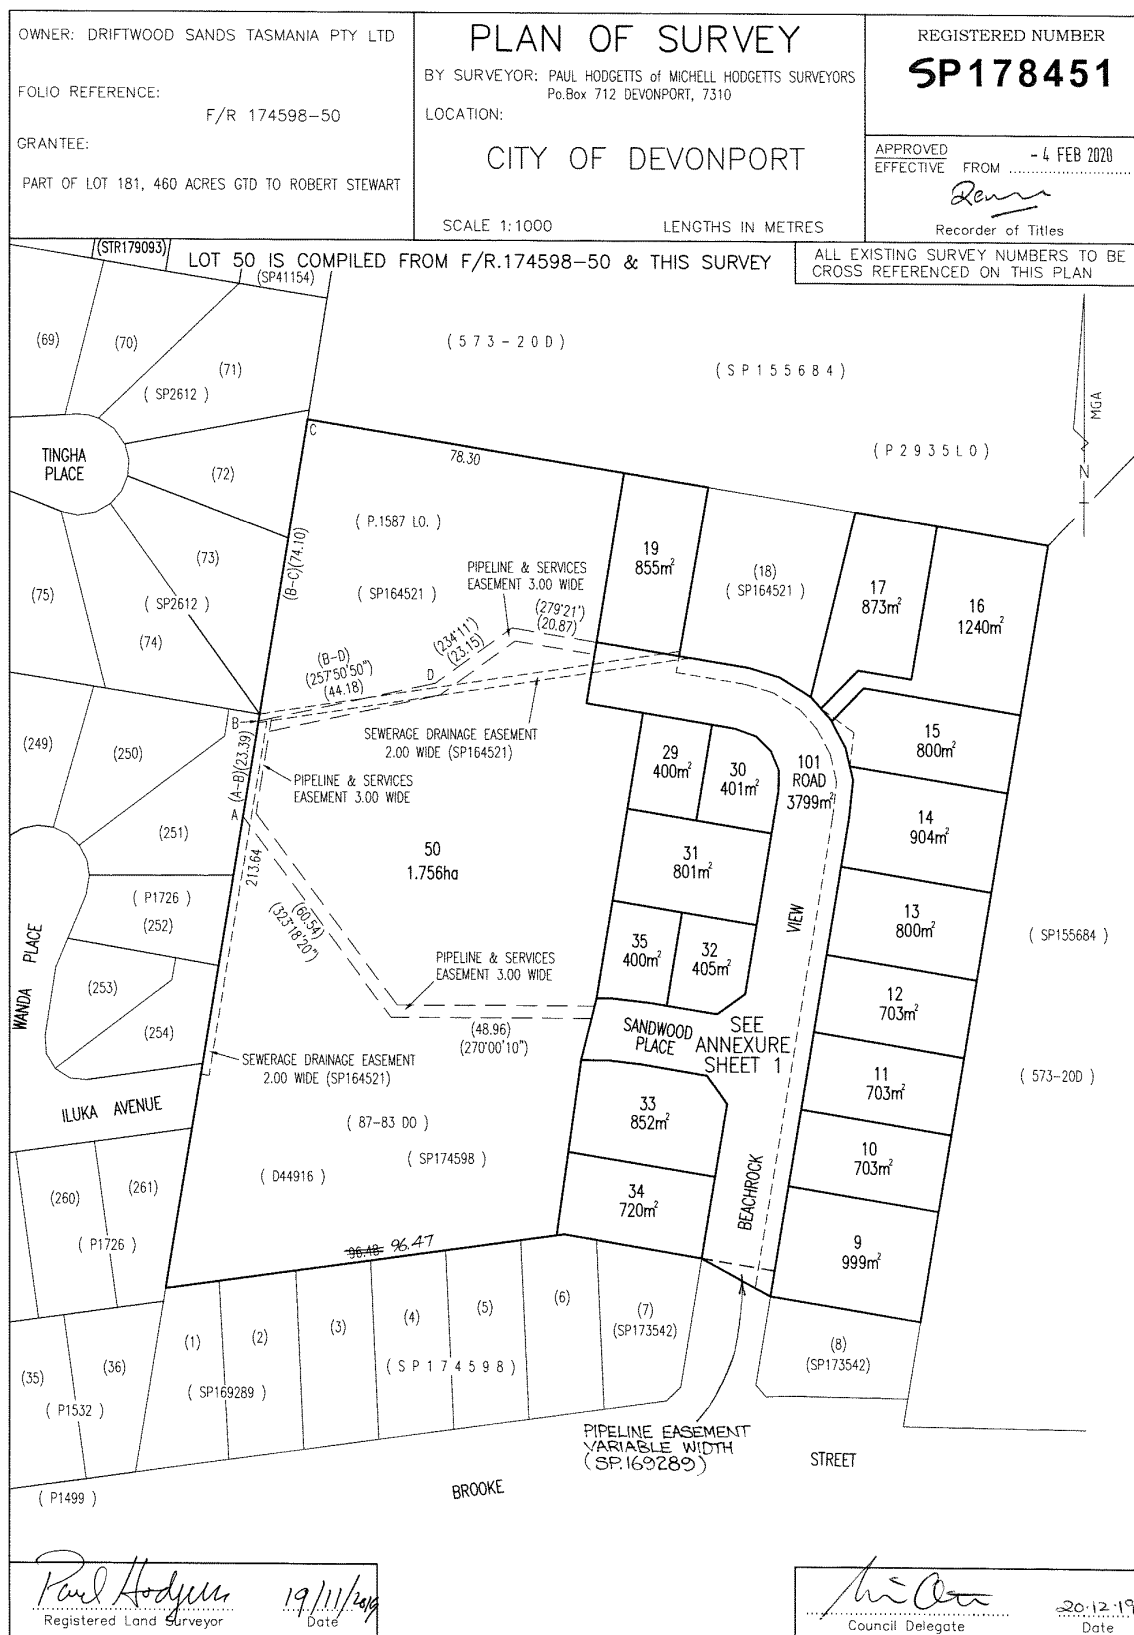 OWNER: DRIFTWOOD SANDS TASMANIA PTY LTD
FOLIO REFERENCE:
F/R 174598-50
GRANTEE:
PART OF LOT 181, 460 ACRES GTD TO ROBERT STEWART
PLAN OF SURVEY
BY SURVEYOR: PAUL HODGETTS of MICHELL HODGETTS SURVEYORS
Po.Box 712 DEVONPORT, 7310
LOCATION:
CITY OF DEVONPORT
SCALE 1:1000 LENGTHS IN METRES
REGISTERED NUMBER
SP178451
APPROVED
EFFECTIVE FROM - 4 FEB 2020
Recorder of Titles
(STR179093)
LOT 50 IS COMPILED FROM F/R.174598-50 & THIS SURVEY
ALL EXISTING SURVEY NUMBERS TO BE
CROSS REFERENCED ON THIS PLAN
(SP41154)
(69)
(70)
(71)
( SP2612 )
(573-20D)
(SP155684)
(P2935LO)
MGA
N
TINGHA
PLACE
(72)
C
78.30
( P.1587 LO. )
(B-C)(74.10)
(73)
(75)
( SP2612 )
(74)
( SP164521 )
PIPELINE & SERVICES
EASEMENT 3.00 WIDE
(279°21')
(20.87)
(234°11')
(23.15)
(B-D)
(257°50'50")
(44.18)
D
19
855m²
(18)
( SP164521 )
17
873m²
16
1240m²
B
(A-B)(23.39)
A
SEWERAGE DRAINAGE EASEMENT
2.00 WIDE (SP164521)
(249)
(250)
(251)
PIPELINE & SERVICES
EASEMENT 3.00 WIDE
29
400m²
30
401m²
101
ROAD
3799m²
15
800m²
14
904m²
213.64
50
1.756ha
31
801m²
( P1726 )
(252)
(60.54)
(323°18'20")
35
400m²
32
405m²
VIEW
13
800m²
( SP155684 )
WANDA PLACE
(253)
(254)
PIPELINE & SERVICES
EASEMENT 3.00 WIDE
12
703m²
(48.96)
(270°00'10")
SANDWOOD
PLACE
SEE
ANNEXURE
SHEET 1
SEWERAGE DRAINAGE EASEMENT
2.00 WIDE (SP164521)
11
703m²
( 573-20D )
ILUKA AVENUE
( 87-83 DO )
33
852m²
( SP174598 )
( D44916 )
10
703m²
(260)
(261)
( P1726 )
34
720m²
BEACHROCK
96.48 96.47
9
999m²
(1)
(2)
(3)
(4)
(5)
(6)
(7)
(SP173542)
(8)
(SP173542)
(35)
(36)
( P1532 )
( SP169289 )
(SP174598)
PIPELINE EASEMENT
VARIABLE WIDTH
(SP.169289)
BROOKE
STREET
( P1499 )
Paul Hodgetts 19/11/2019
Registered Land Surveyor Date
20.12.19
Council Delegate Date